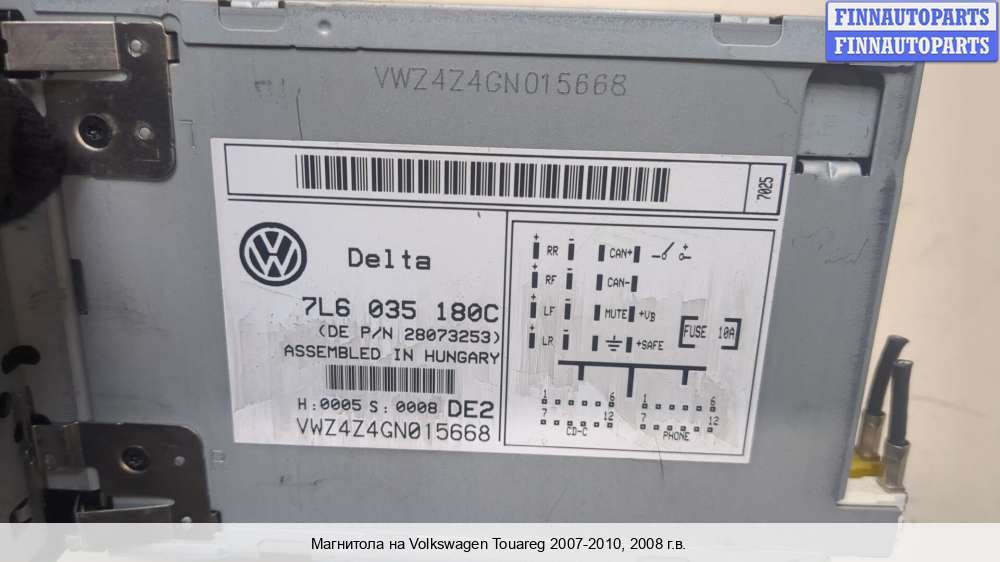 FINNAUTOPARTS
FINNAUTOPARTS
VWZ4Z4GN015668
7025
VW
Delta
7L6 035 180C
(DE P/N 28073253)
ASSEMBLED IN HUNGARY
H:0005 S:0008 DE2
VWZ4Z4GN015668
+ RR - CAN+ +
+ RF - CAN-
+ LF - MUTE +VB
+ LR - +SAFE
FUSE 10A
1 6 1 6
7 12 7 12
CD-C PHONE
Магнитола на Volkswagen Touareg 2007-2010, 2008 г.в.